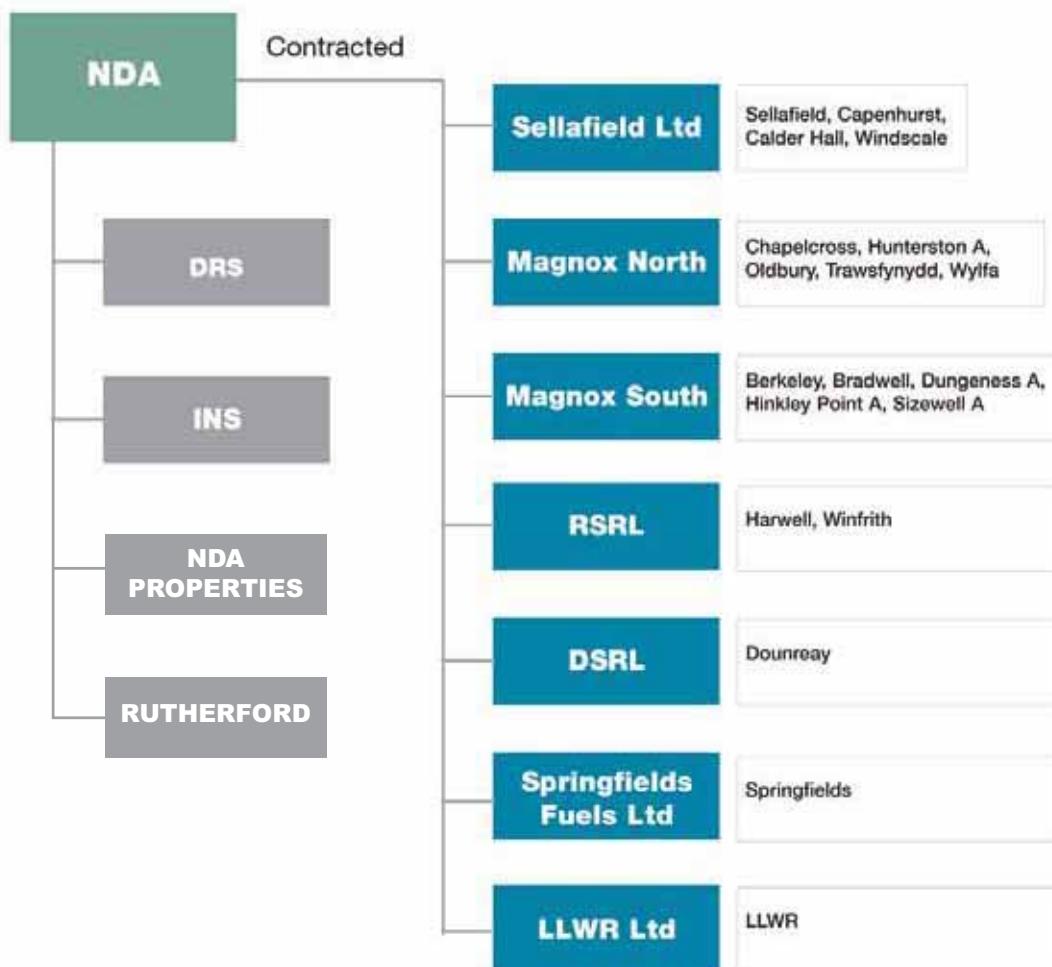 NDA
Contracted
Sellafield Ltd
Sellafield, Capenhurst,
Calder Hall, Windscale
DRS
Magnox North
Chapelcross, Hunterston A,
Oldbury, Trawsfynydd, Wylfa
INS
Magnox South
Berkeley, Bradwell, Dungeness A,
Hinkley Point A, Sizewell A
NDA
PROPERTIES
RSRL
Harwell, Winfrith
RUTHERFORD
DSRL
Dounreay
Springfields
Fuels Ltd
Springfields
LLWR Ltd
LLWR